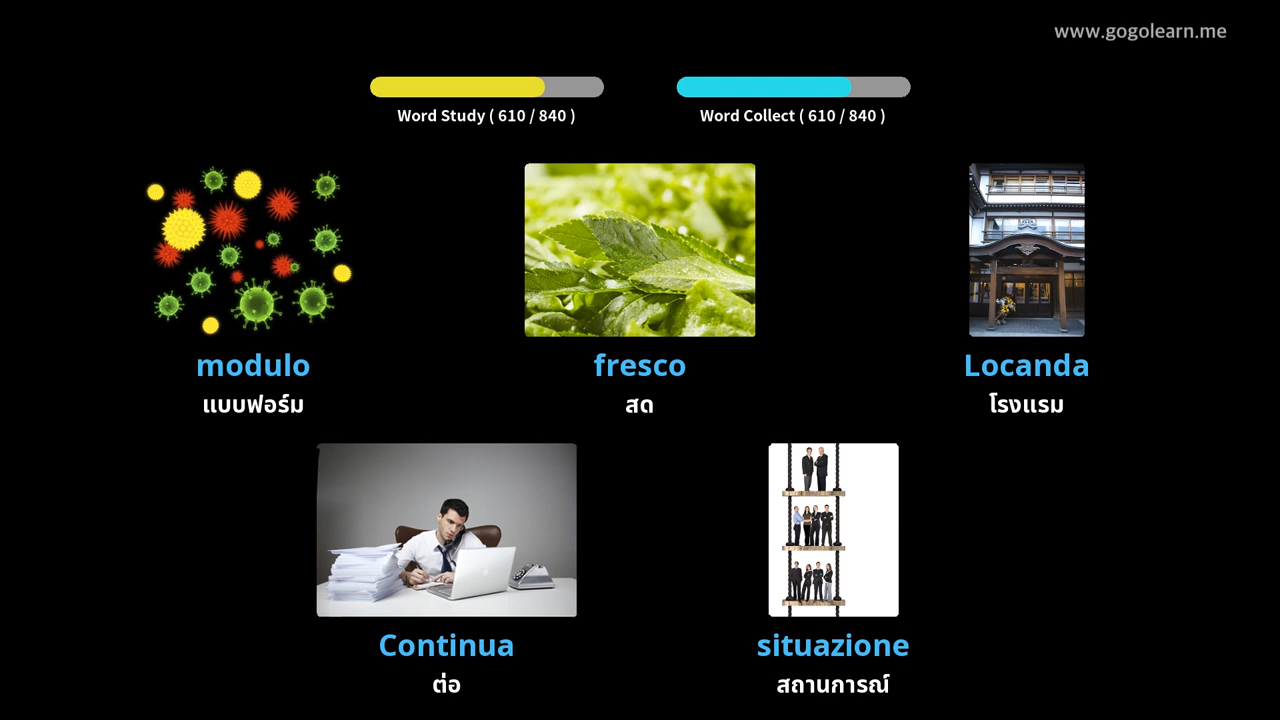 www.gogolearn.me
Word Study ( 610 / 840 )
Word Collect ( 610 / 840 )
modulo
แบบฟอร์ม
fresco
สด
Locanda
โรงแรม
Continua
ต่อ
situazione
สถานการณ์